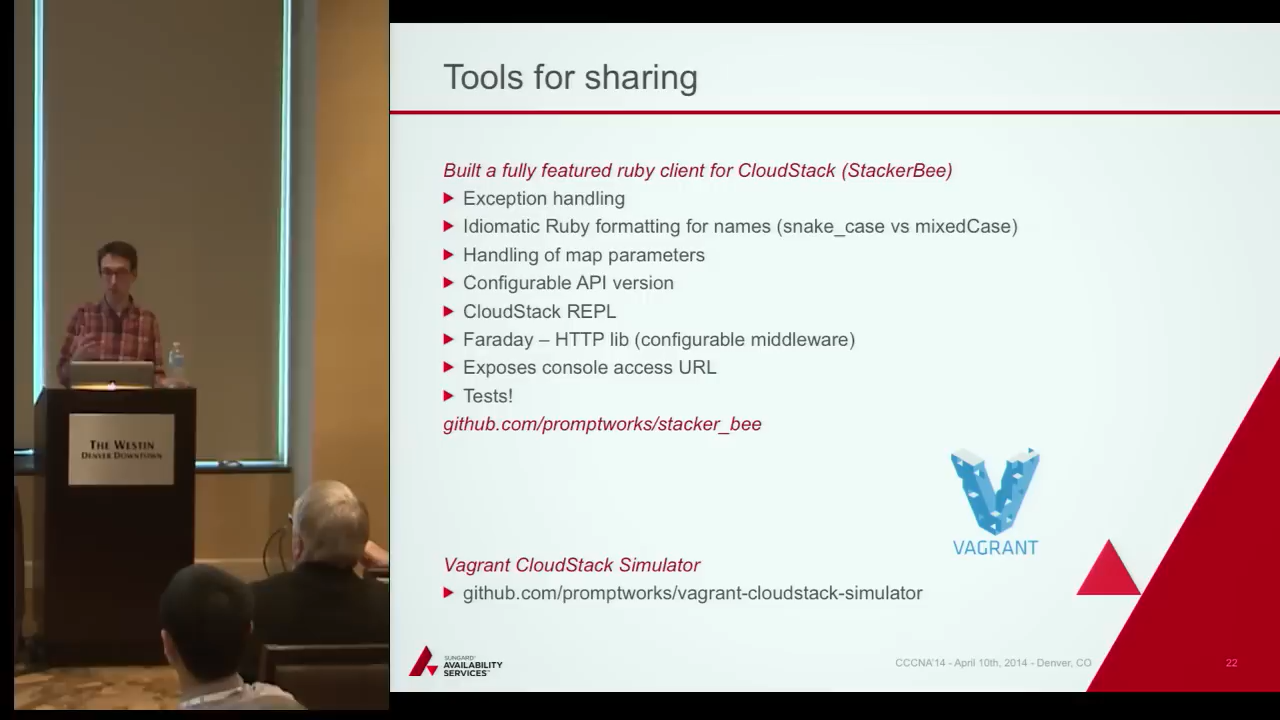 Tools for sharing
Built a fully featured ruby client for CloudStack (StackerBee)
Exception handling
Idiomatic Ruby formatting for names (snake_case vs mixedCase)
Handling of map parameters
Configurable API version
CloudStack REPL
Faraday – HTTP lib (configurable middleware)
Exposes console access URL
Tests!
github.com/promptworks/stacker_bee
VAGRANT
Vagrant CloudStack Simulator
github.com/promptworks/vagrant-cloudstack-simulator
SUNGARD
AVAILABILITY
SERVICES
CCCNA'14 - April 10th, 2014 - Denver, CO
22
THE WESTIN
DENVER DOWNTOWN